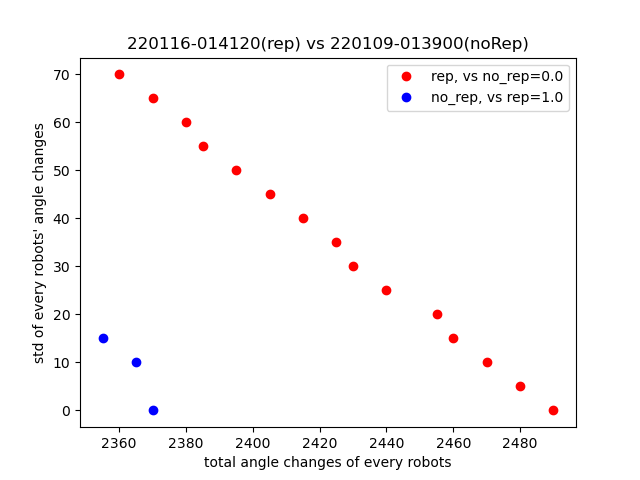 220116-014120(rep) vs 220109-013900(noRep)
rep, vs no_rep=0.0
no_rep, vs rep=1.0
std of every robots' angle changes
70
60
50
40
30
20
10
0
2360 2380 2400 2420 2440 2460 2480
total angle changes of every robots